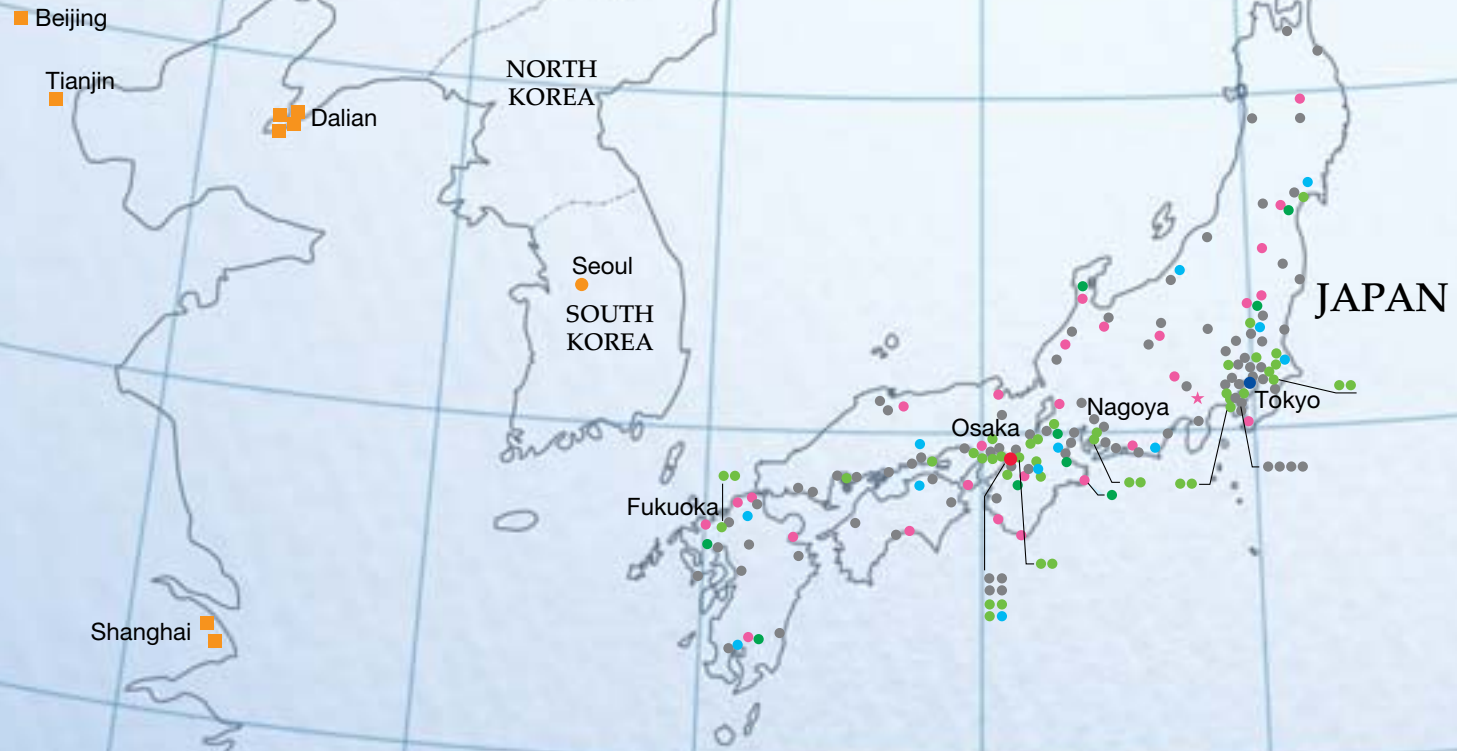 Beijing
Tianjin
Dalian
NORTH
KOREA
Seoul
SOUTH
KOREA
JAPAN
Tokyo
Nagoya
Osaka
Fukuoka
Shanghai